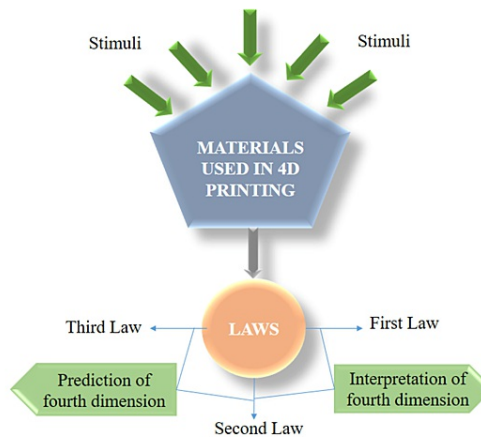 Stimuli
Stimuli
MATERIALS
USED IN 4D
PRINTING
Third Law
LAWS
First Law
Prediction of
fourth dimension
Interpretation of
fourth dimension
Second Law